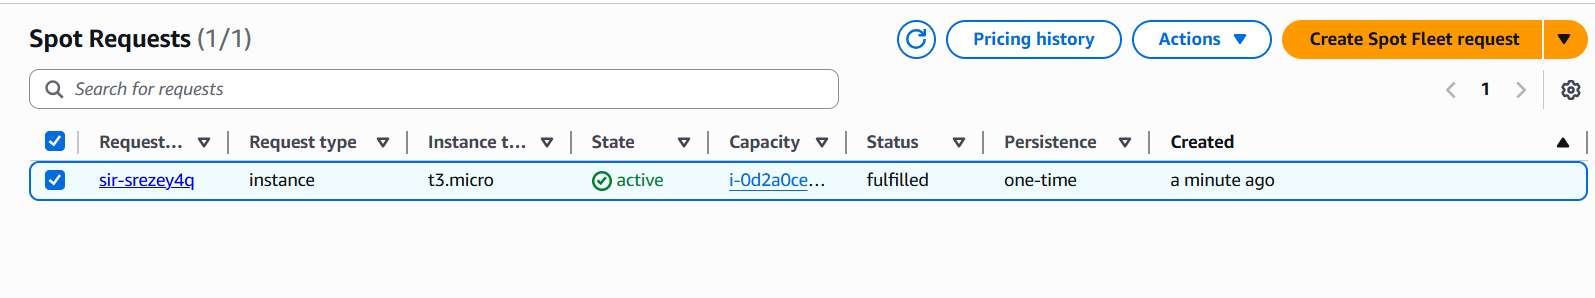 Spot Requests (1/1)
Pricing history
Actions
Create Spot Fleet request
Search for requests
1
Request... Request type Instance t... State Capacity Status Persistence Created
sir-srezey4q instance t3.micro active i-0d2a0ce... fulfilled one-time a minute ago